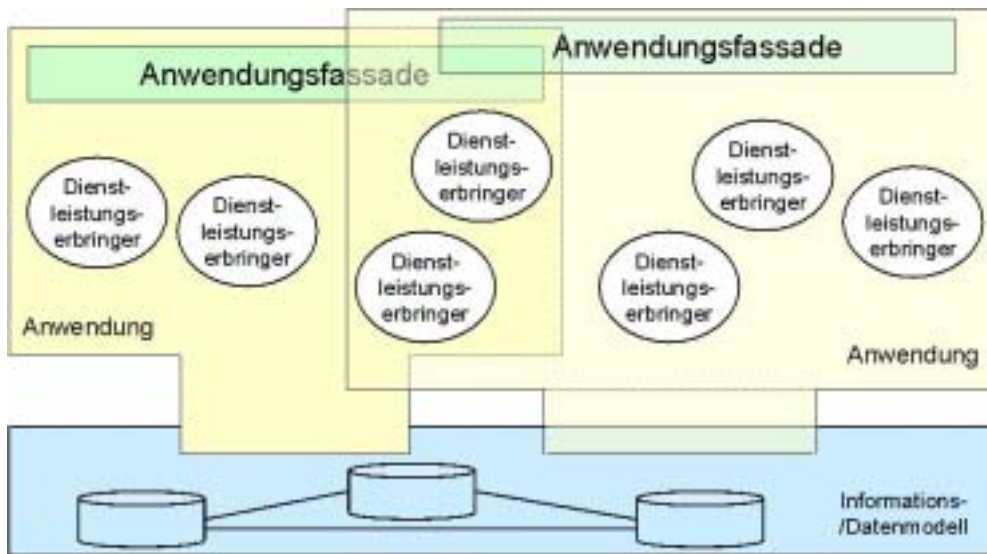 Anwendungsfassade
Anwendungsfassade
Dienst-
leistungs-
erbringer
Dienst-
leistungs-
erbringer
Dienst-
leistungs-
erbringer
Dienst-
leistungs-
erbringer
Dienst-
leistungs-
erbringer
Dienst-
leistungs-
erbringer
Dienst-
leistungs-
erbringer
Anwendung
Anwendung
Informations-
/Datenmodell